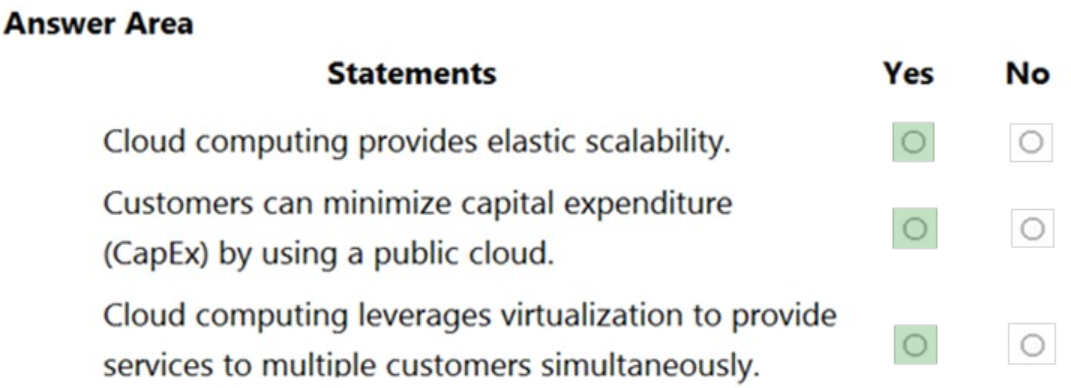 Answer Area
Statements Yes No
Cloud computing provides elastic scalability.
Customers can minimize capital expenditure
(CapEx) by using a public cloud.
Cloud computing leverages virtualization to provide
services to multiple customers simultaneously.